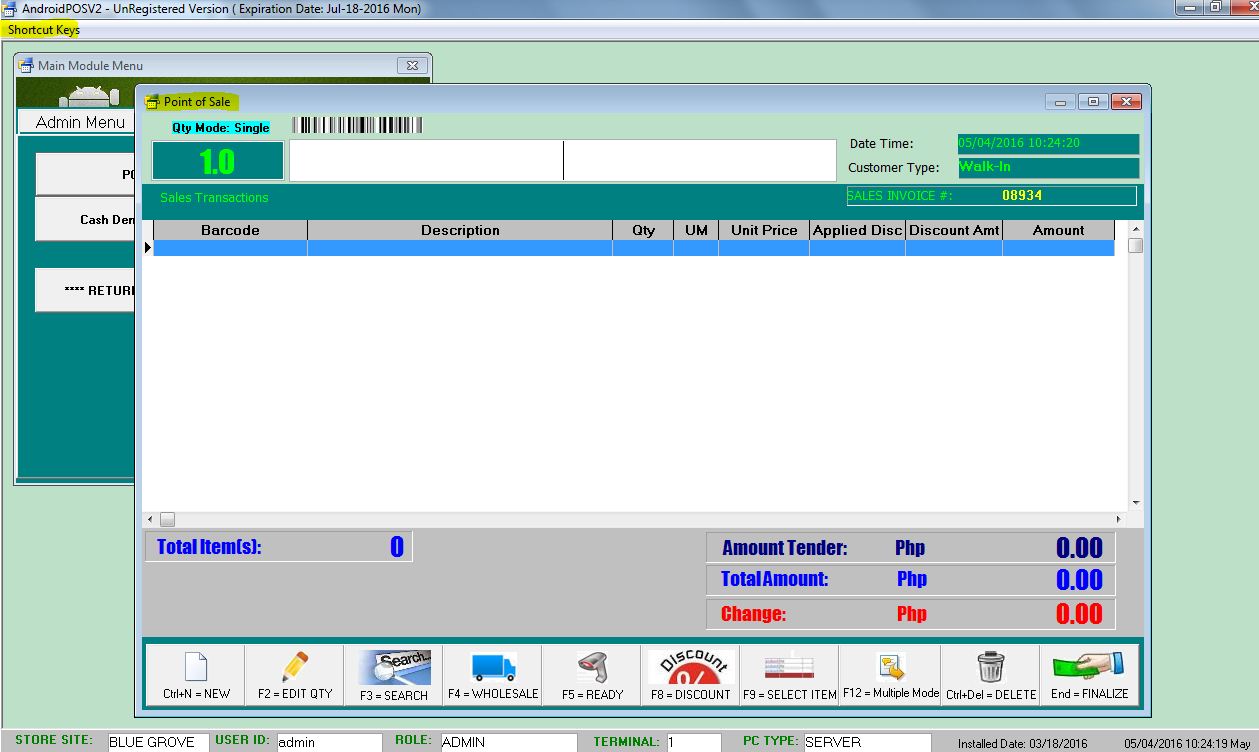 AndroidPOSV2 - UnRegistered Version ( Expiration Date: Jul-18-2016 Mon)
Shortcut Keys
Main Module Menu
Admin Menu
Point of Sale
Qty Mode: Single
1.0
Date Time: 05/04/2016 10:24:20
Customer Type: Walk-In
Sales Transactions
SALES INVOICE #: 08934
Cash Den
**** RETURN
Barcode Description Qty UM Unit Price Applied Disc Discount Amt Amount
Total Item(s): 0
Amount Tender: Php 0.00
Total Amount: Php 0.00
Change: Php 0.00
Ctrl+N = NEW F2 = EDIT QTY F3 = SEARCH F4 = WHOLESALE F5 = READY F8 = DISCOUNT F9 = SELECT ITEM F12 = Multiple Mode Ctrl+Del = DELETE End = FINALIZE
Search...
Discount %
STORE SITE: BLUE GROVE USER ID: admin ROLE: ADMIN TERMINAL: 1 PC TYPE: SERVER Installed Date: 03/18/2016 05/04/2016 10:24:19 May